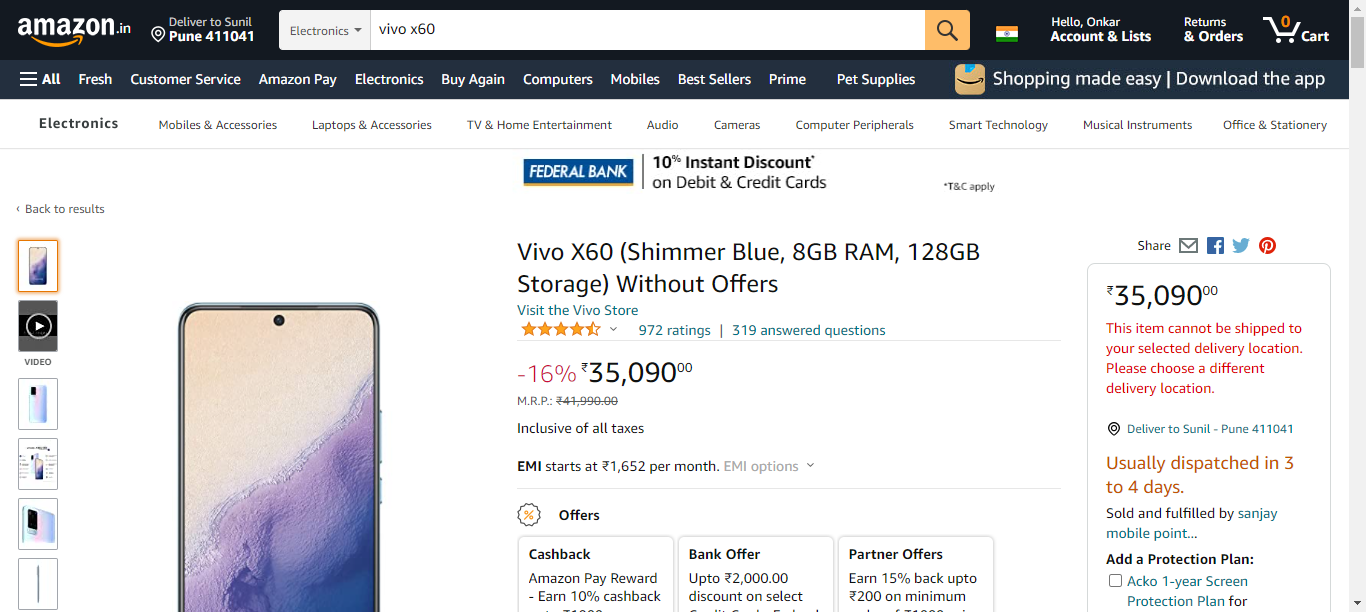 amazon.in
Deliver to Sunil
Pune 411041
Electronics
vivo x60
Hello, Onkar
Account & Lists
Returns
& Orders
0
Cart
All Fresh Customer Service Amazon Pay Electronics Buy Again Computers Mobiles Best Sellers Prime Pet Supplies Shopping made easy | Download the app
Electronics Mobiles & Accessories Laptops & Accessories TV & Home Entertainment Audio Cameras Computer Peripherals Smart Technology Musical Instruments Office & Stationery
FEDERAL BANK
10% Instant Discount*
on Debit & Credit Cards
*T&C apply
‹ Back to results
VIDEO
Vivo X60 (Shimmer Blue, 8GB RAM, 128GB
Storage) Without Offers
Visit the Vivo Store
972 ratings | 319 answered questions
-16% ₹35,09000
M.R.P.: ₹41,990.00
Inclusive of all taxes
EMI starts at ₹1,652 per month. EMI options
% Offers
Cashback
Amazon Pay Reward
- Earn 10% cashback
Bank Offer
Upto ₹2,000.00
discount on select
Partner Offers
Earn 15% back upto
₹200 on minimum
Share
₹35,09000
This item cannot be shipped to
your selected delivery location.
Please choose a different
delivery location.
Deliver to Sunil - Pune 411041
Usually dispatched in 3
to 4 days.
Sold and fulfilled by sanjay
mobile point...
Add a Protection Plan:
Acko 1-year Screen
Protection Plan for